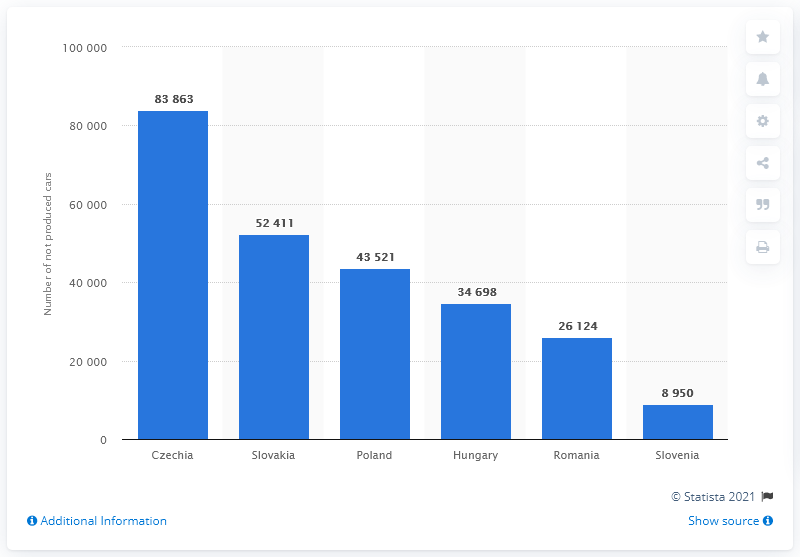 100 000
80 000
60 000
40 000
20 000
0
Number of not produced cars
83 863
52 411
43 521
34 698
26 124
8 950
Czechia
Slovakia
Poland
Hungary
Romania
Slovenia
© Statista 2021
Additional Information
Show source